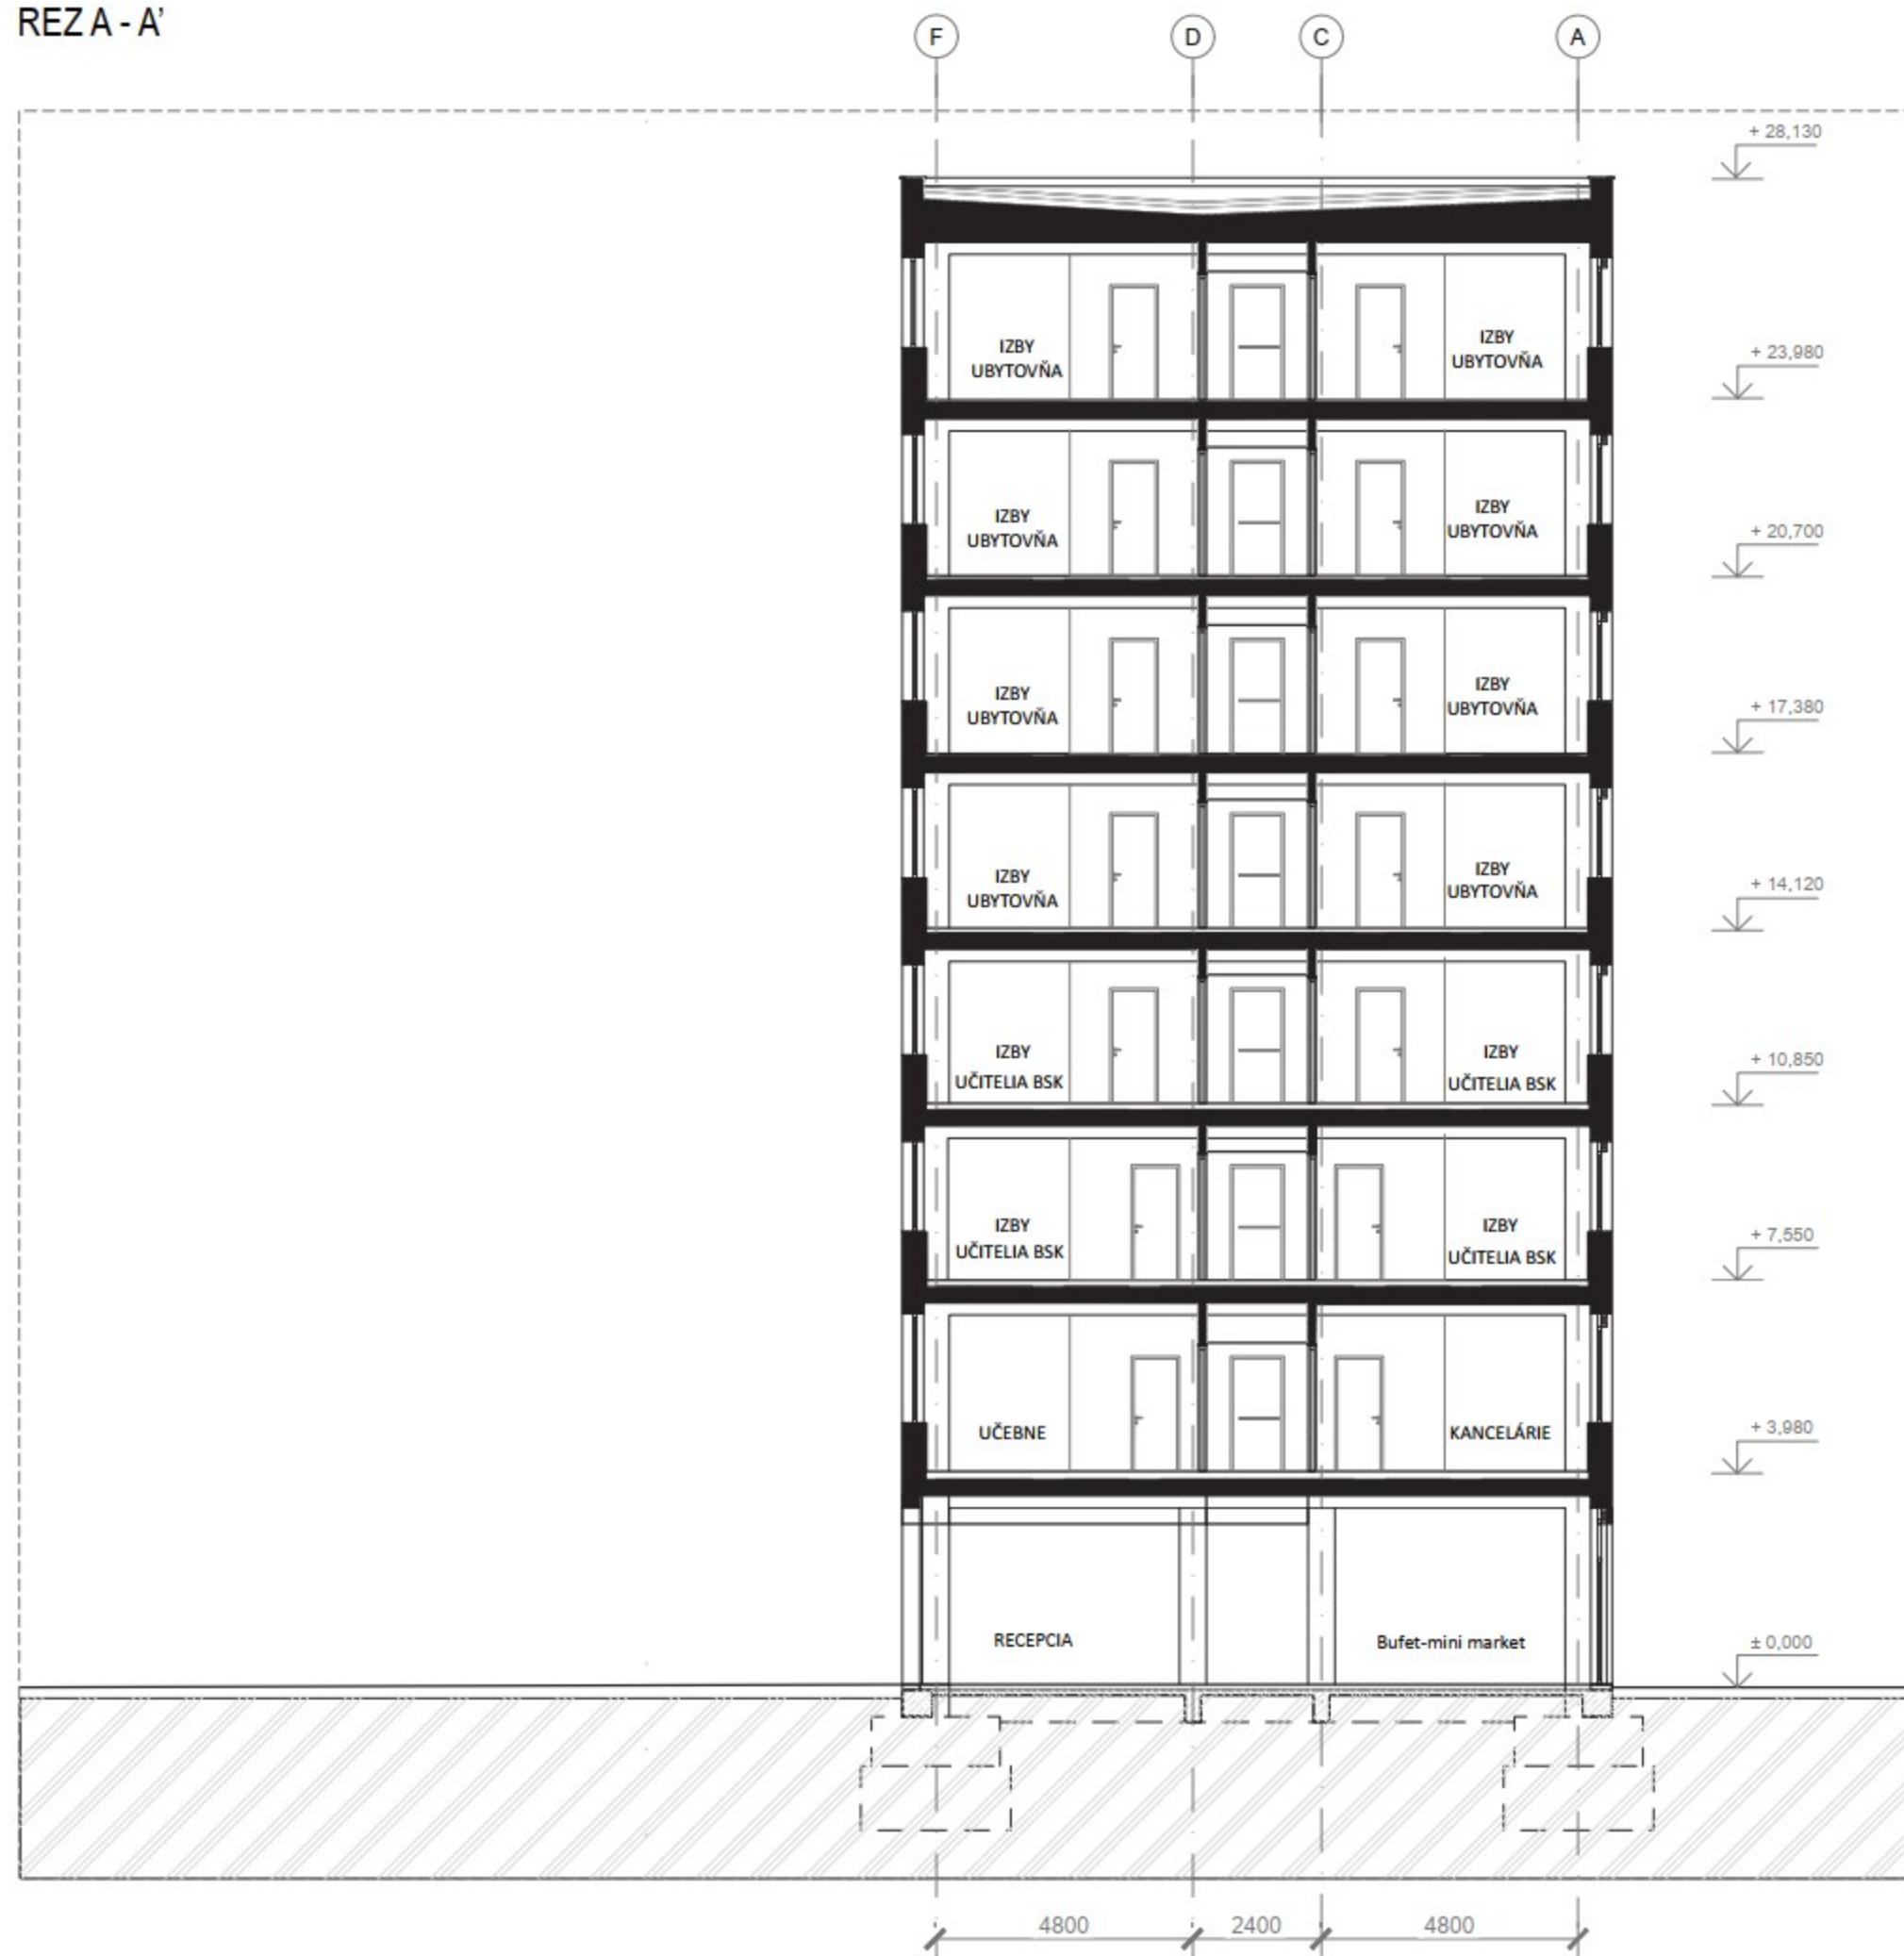 REZ A - A'
F
D
C
A
+ 28,130
IZBY
UBYTOVŇA
IZBY
UBYTOVŇA
+ 23,980
IZBY
UBYTOVŇA
IZBY
UBYTOVŇA
+ 20,700
IZBY
UBYTOVŇA
IZBY
UBYTOVŇA
+ 17,380
IZBY
UBYTOVŇA
IZBY
UBYTOVŇA
+ 14,120
IZBY
UČITELIA BSK
IZBY
UČITELIA BSK
+ 10,850
IZBY
UČITELIA BSK
IZBY
UČITELIA BSK
+ 7,550
UČEBNE
KANCELÁRIE
+ 3,980
RECEPCIA
Bufet-mini market
± 0,000
4800
2400
4800